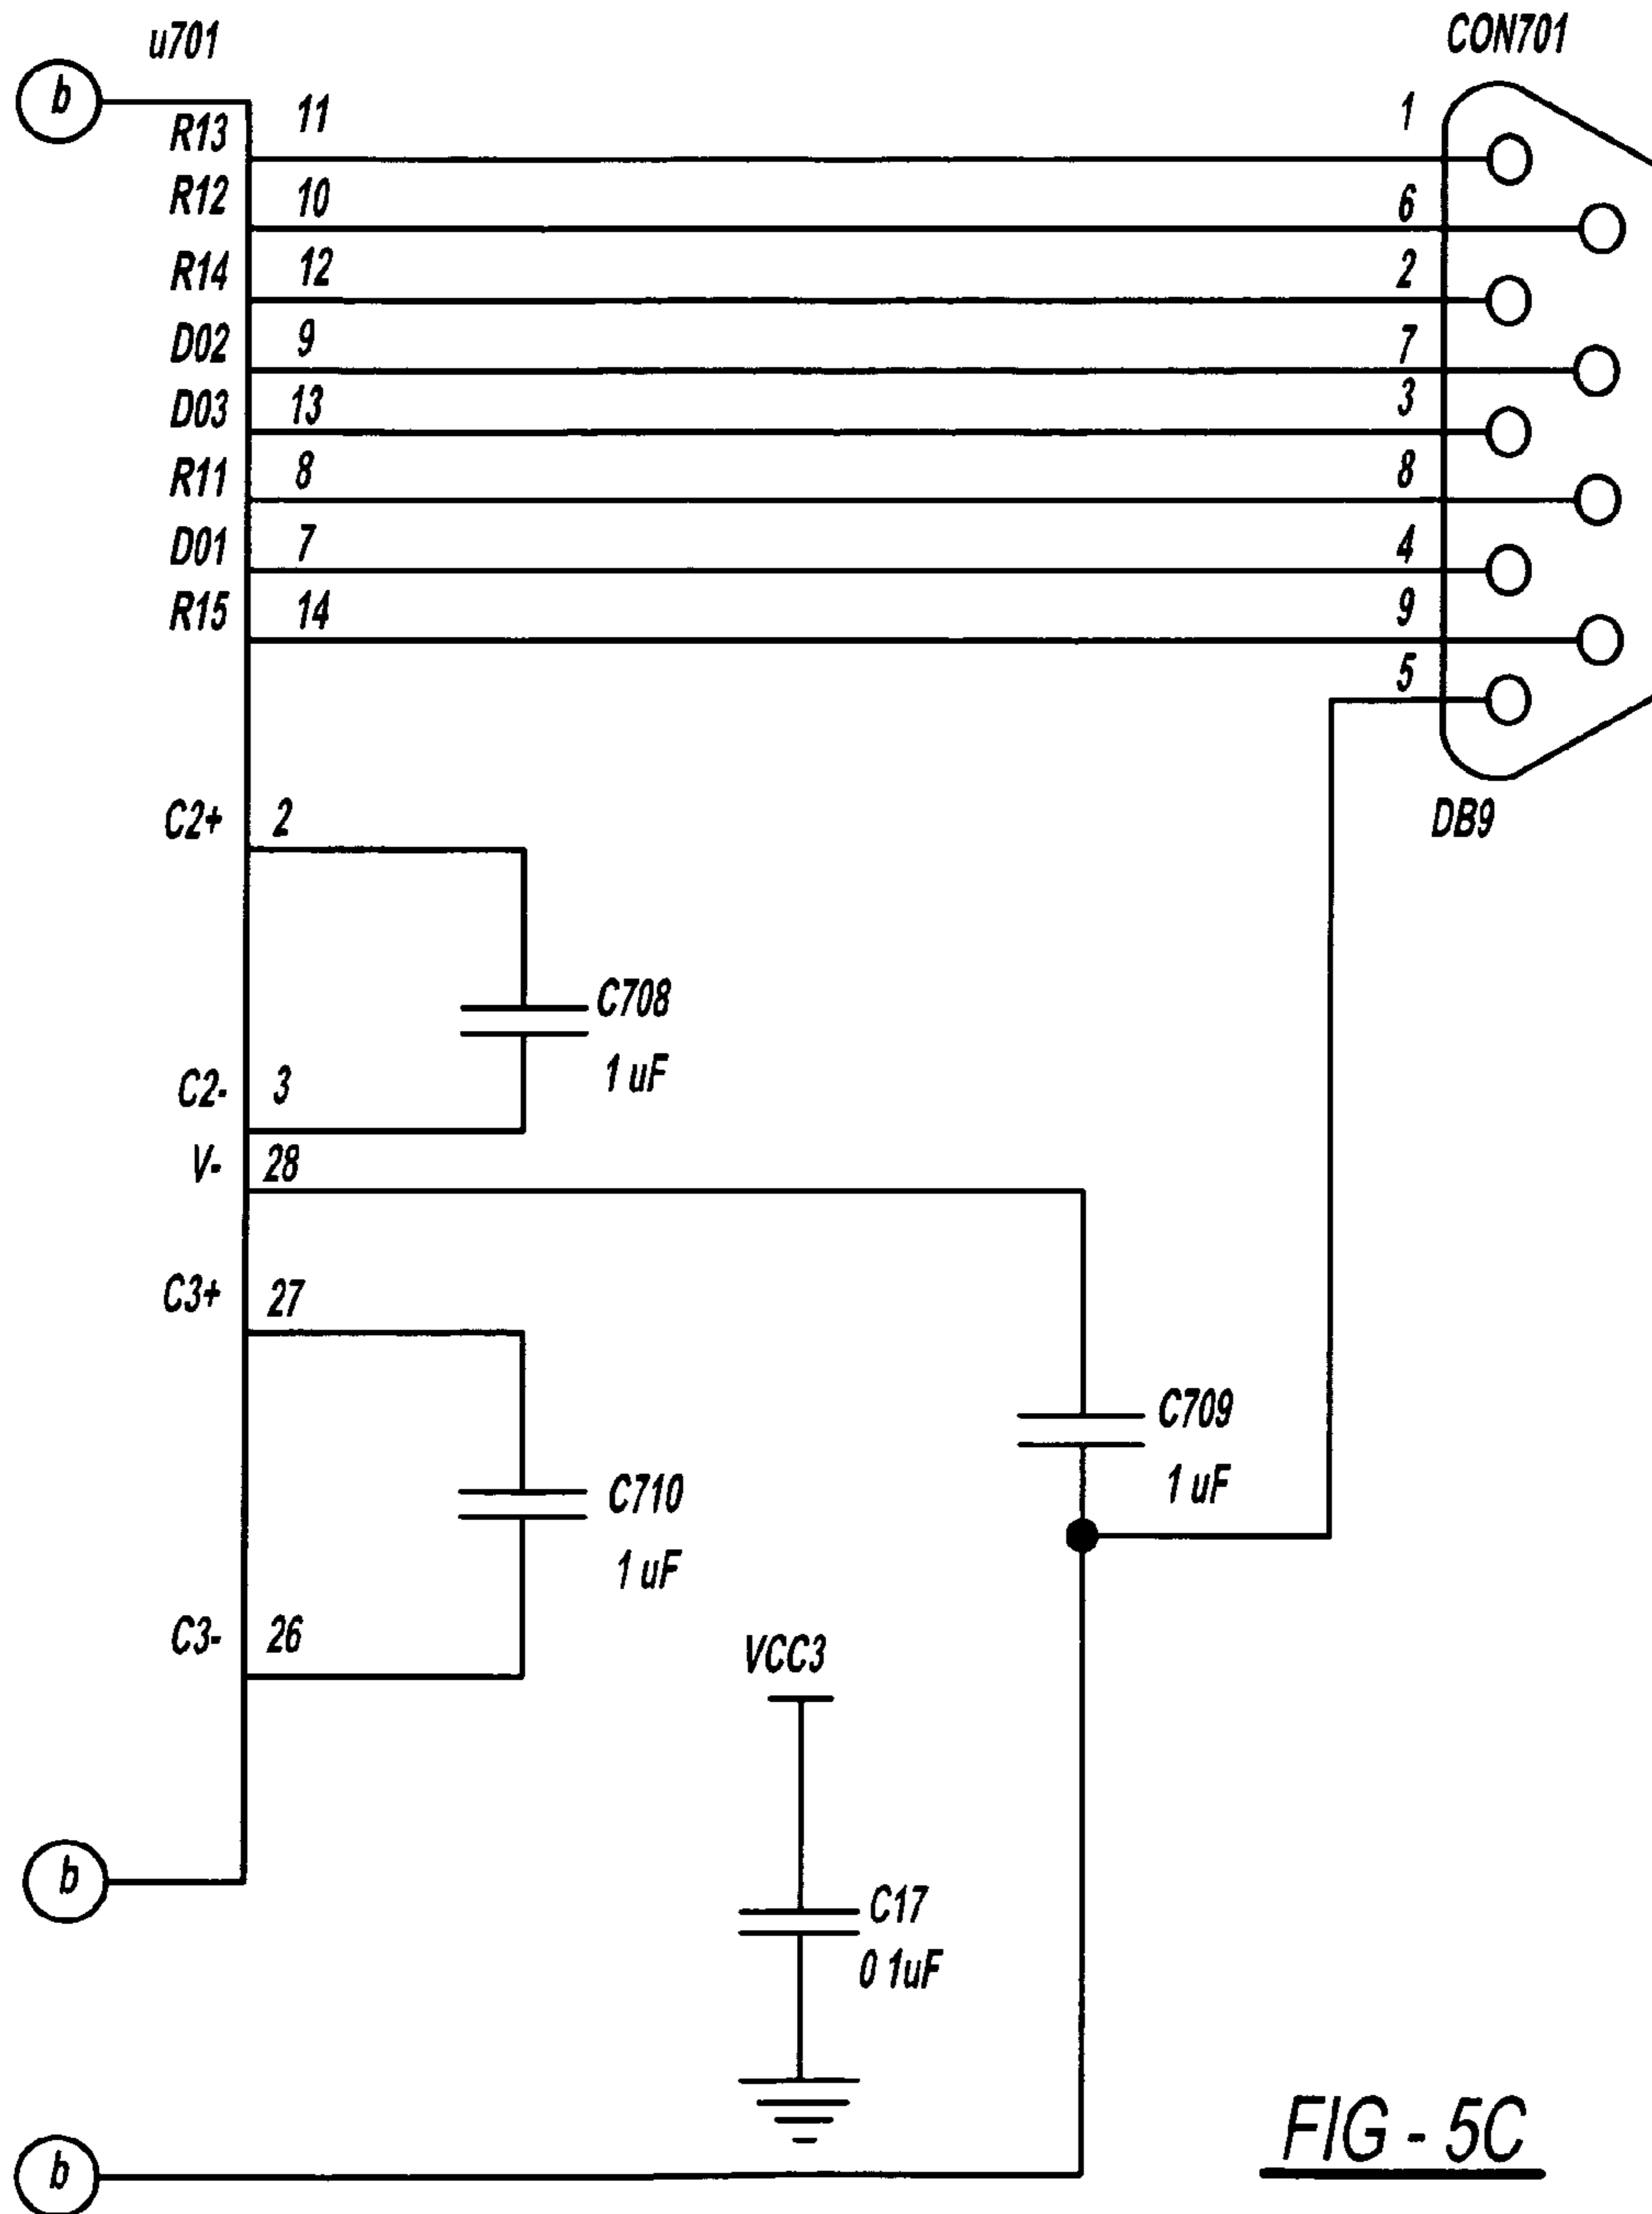 u701
CON701
b
R13 11 1
R12 10 6
R14 12 2
D02 9 7
D03 13 3
R11 8 8
D01 7 4
R15 14 9
5
DB9
C2+ 2
C708
1 uF
C2- 3
V- 28
C3+ 27
C709
1 uF
C710
1 uF
C3- 26
VCC3
b
C17
0 1uF
b
FIG - 5C